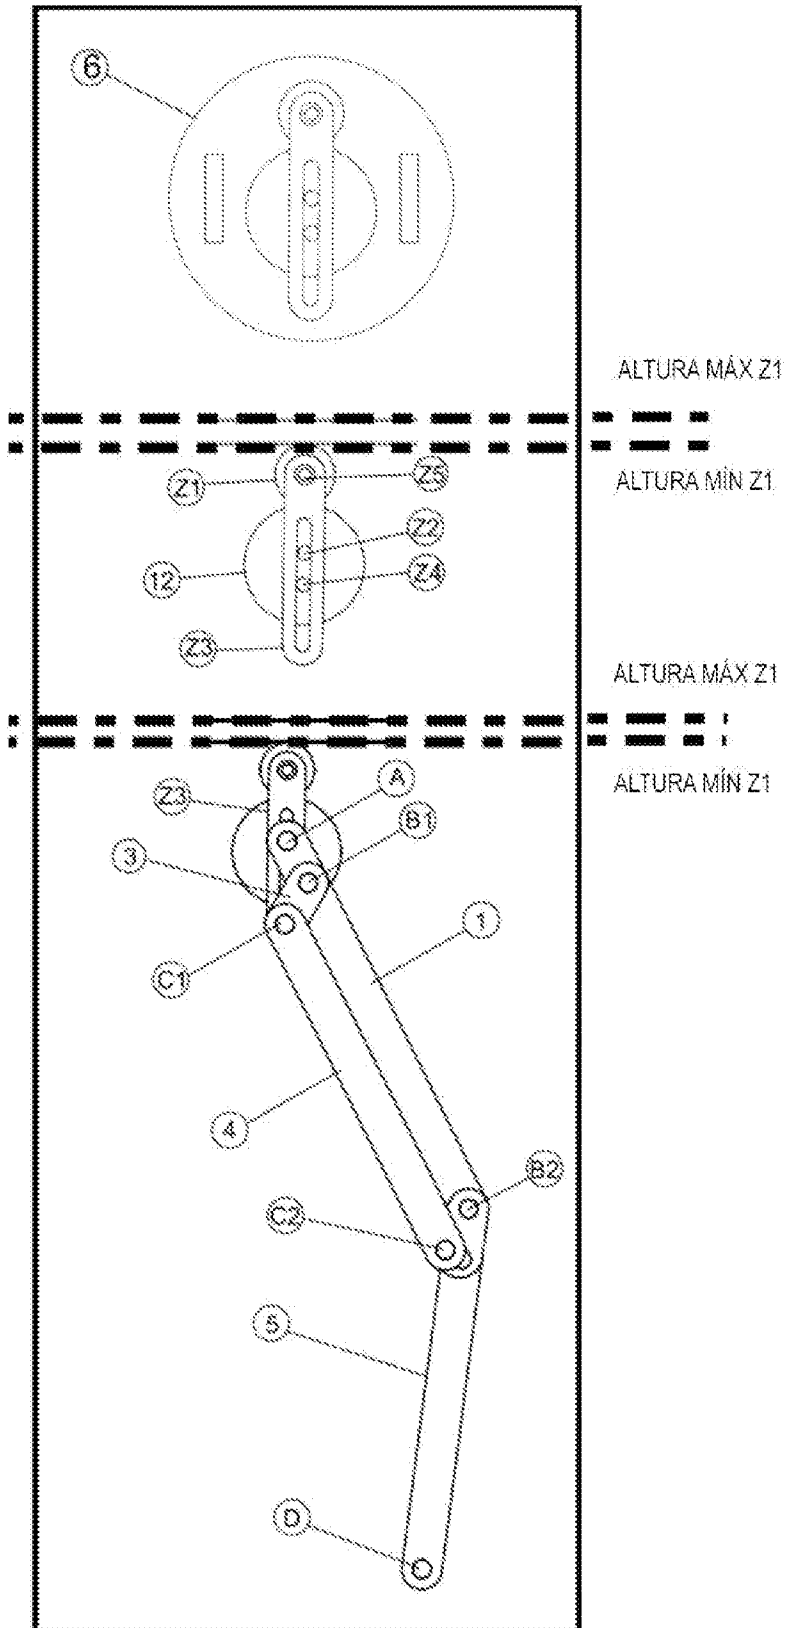 6
ALTURA MÁX Z1
Z1
Z5
ALTURA MÍN Z1
Z2
12
Z4
Z3
ALTURA MÁX Z1
A
ALTURA MÍN Z1
Z3
B1
3
1
C1
4
B2
C2
5
D